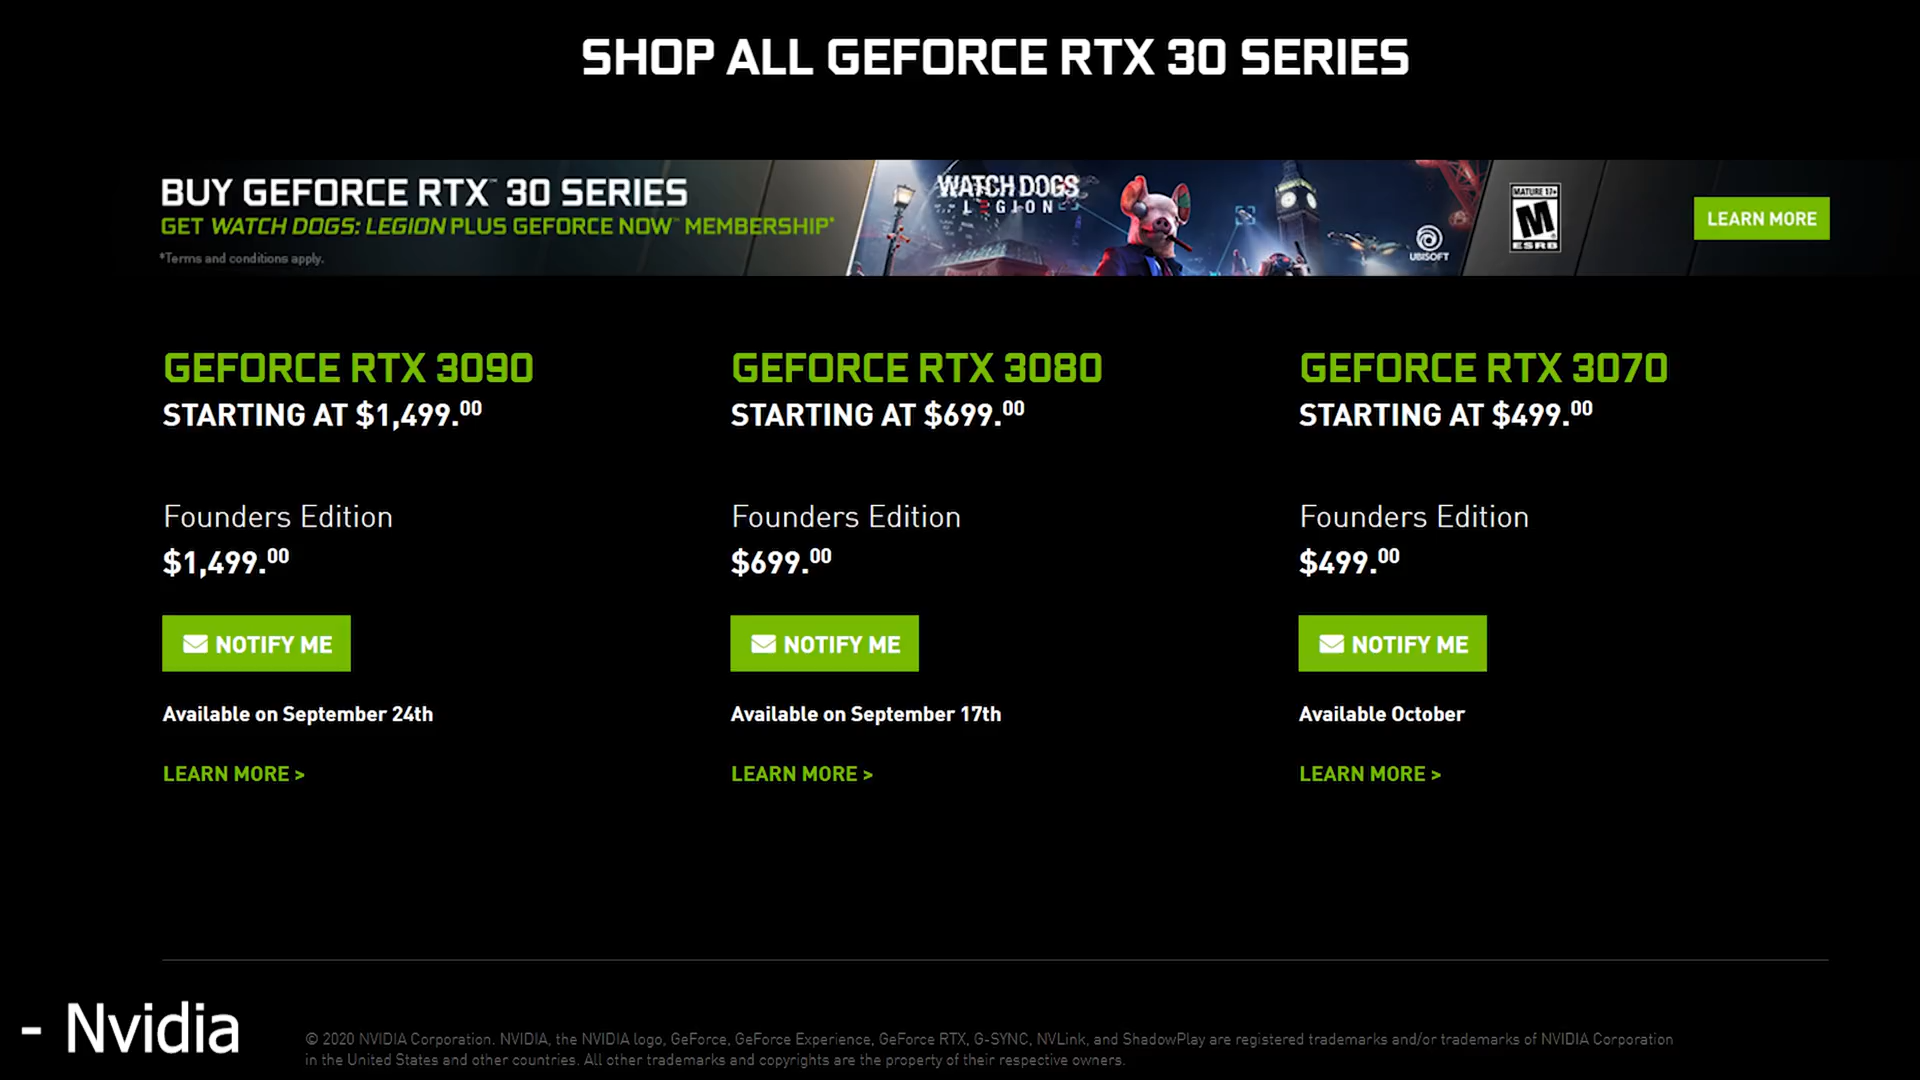 SHOP ALL GEFORCE RTX 30 SERIES
BUY GEFORCE RTX™ 30 SERIES
GET WATCH DOGS: LEGION PLUS GEFORCE NOW™ MEMBERSHIP*
*Terms and conditions apply.
WATCH DOGS
LEGION
UBISOFT
MATURE 17+
M
ESRB
LEARN MORE
GEFORCE RTX 3090
STARTING AT $1,499.00
Founders Edition
$1,499.00
NOTIFY ME
Available on September 24th
LEARN MORE >
GEFORCE RTX 3080
STARTING AT $699.00
Founders Edition
$699.00
NOTIFY ME
Available on September 17th
LEARN MORE >
GEFORCE RTX 3070
STARTING AT $499.00
Founders Edition
$499.00
NOTIFY ME
Available October
LEARN MORE >
- Nvidia
© 2020 NVIDIA Corporation. NVIDIA, the NVIDIA logo, GeForce, GeForce Experience, GeForce RTX, G-SYNC, NVLink, and ShadowPlay are registered trademarks and/or trademarks of NVIDIA Corporation
in the United States and other countries. All other trademarks and copyrights are the property of their respective owners.